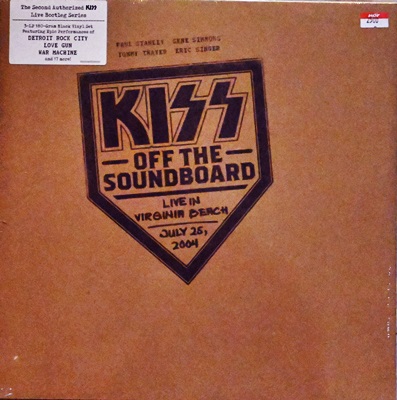 The Second Authorized KISS
Live Bootleg Series
3-LP 180-Gram Black Vinyl Set
Featuring Epic Performances of
DETROIT ROCK CITY
LOVE GUN
WAR MACHINE
and 17 more!
PAUL STANLEY GENE SIMMONS
TOMMY THAYER ERIC SINGER
KISS
OFF THE
SOUNDBOARD
LIVE IN
VIRGINIA BEACH
JULY 25,
2004